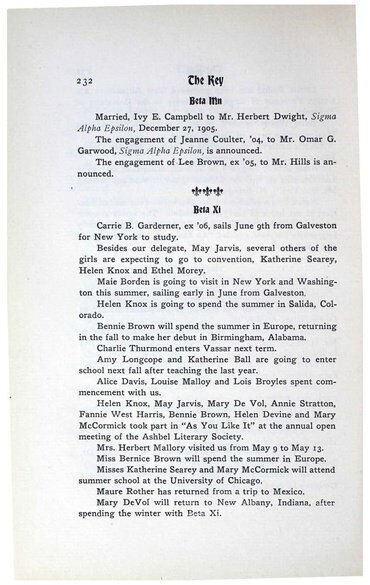 232 The Key
Beta Mu
Married, Ivy E. Campbell to Mr. Herbert Dwight, Sigma
Alpha Epsilon, December 27, 1905.
The engagement of Jeanne Coulter, '04, to Mr. Omar G.
Garwood, Sigma Alpha Epsilon, is announced.
The engagement of Lee Brown, ex '05, to Mr. Hills is an-
nounced.
Beta Xi
Carrie B. Garderner, ex '06, sails June 9th from Galveston
for New York to study.
Besides our delegate, May Jarvis, several others of the
girls are expecting to go to convention, Katherine Searey,
Helen Knox and Ethel Morey.
Maie Borden is going to visit in New York and Washing-
ton this summer, sailing early in June from Galveston.
Helen Knox is going to spend the summer in Salida, Col-
orado.
Bennie Brown will spend the summer in Europe, returning
in the fall to make her debut in Birmingham, Alabama.
Charlie Thurmond enters Vassar next term.
Amy Longcope and Katherine Ball are going to enter
school next fall after teaching the last year.
Alice Davis, Louise Malloy and Lois Broyles spent com-
mencement with us.
Helen Knox, May Jarvis, Mary De Vol, Annie Stratton,
Fannie West Harris, Bennie Brown, Helen Devine and Mary
McCormick took part in "As You Like It" at the annual open
meeting of the Ashbel Literary Society.
Mrs. Herbert Mallory visited us from May 9 to May 13.
Miss Bernice Brown will spend the summer in Europe.
Misses Katherine Searey and Mary McCormick will attend
summer school at the University of Chicago.
Maure Rother has returned from a trip to Mexico.
Mary DeVol will return to New Albany, Indiana, after
spending the winter with Beta Xi.